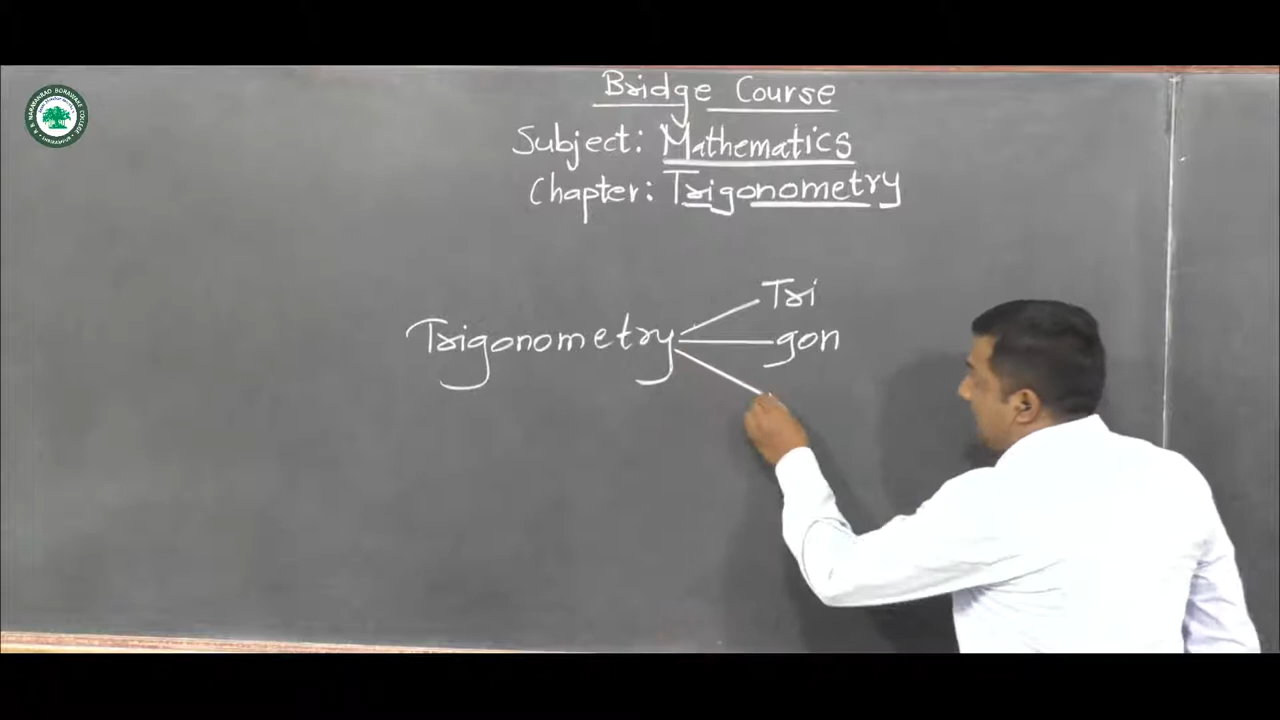 Bridge Course
Subject: Mathematics
Chapter: Trigonometry
Tri
Trigonometry gon